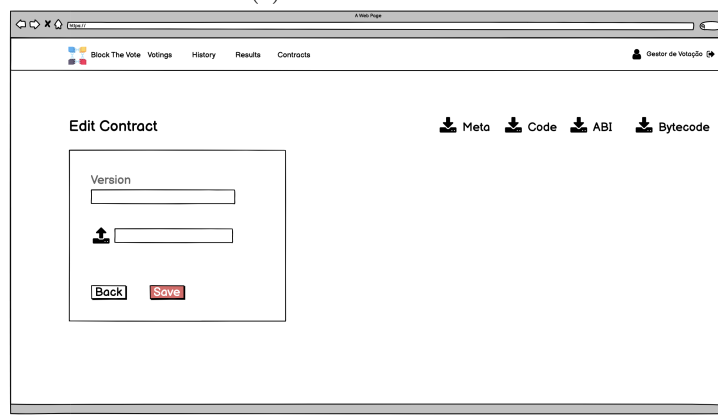 A Web Page
https://
Block The Vote Votings History Results Contracts Gestor de Votação
Edit Contract Meta Code ABI Bytecode
Version
Back Save